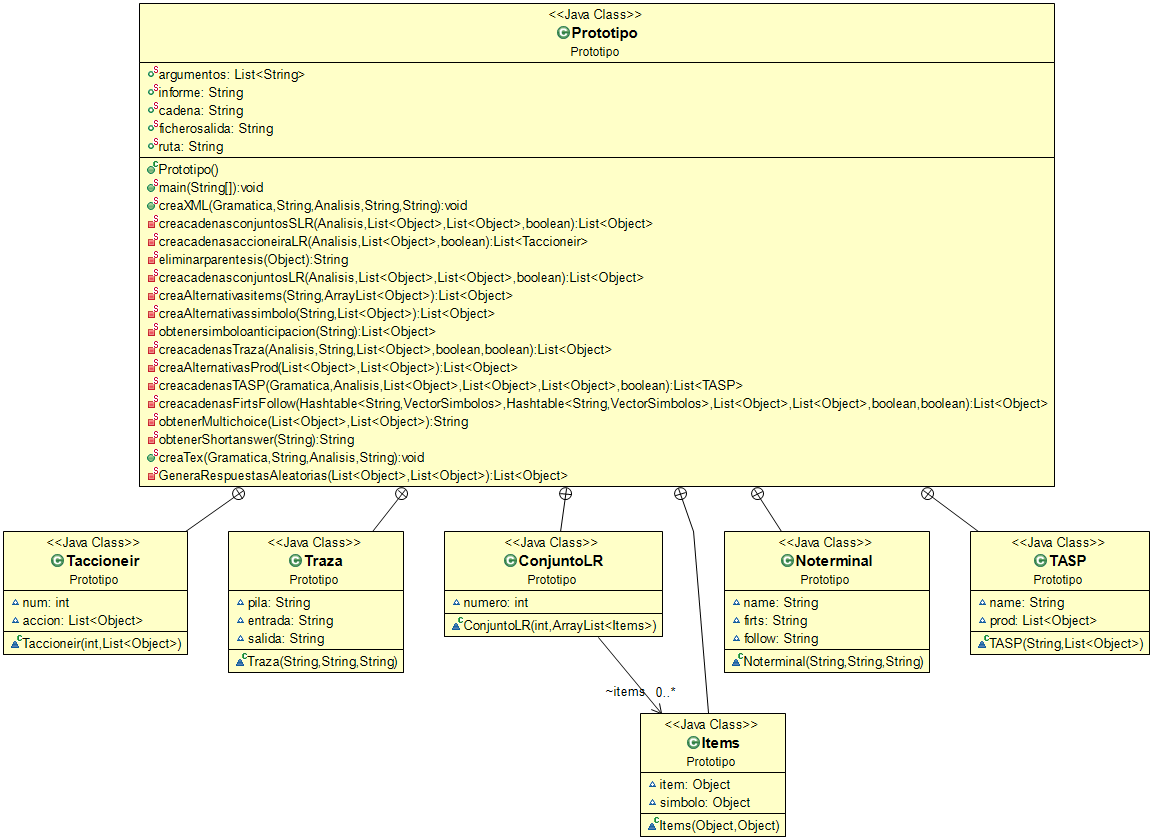 <<Java Class>>
Prototipo
Prototipo
argumentos: List<String>
informe: String
cadena: String
ficherosalida: String
ruta: String
Prototipo()
main(String[]):void
creaXML(Gramatica,String,Analisis,String,String):void
creacadenasconjuntosSLR(Analisis,List<Object>,List<Object>,boolean):List<Object>
creacadenasaccioneiraLR(Analisis,List<Object>,boolean):List<Taccioneir>
eliminarparentesis(Object):String
creacadenasconjuntosLR(Analisis,List<Object>,List<Object>,boolean):List<Object>
creaAlternativasitems(String,ArrayList<Object>):List<Object>
creaAlternativassimbolo(String,List<Object>):List<Object>
obtenersimboloanticipacion(String):List<Object>
creacadenasTraza(Analisis,String,List<Object>,boolean,boolean):List<Object>
creaAlternativasProd(List<Object>,List<Object>):List<Object>
creacadenasTASP(Gramatica,Analisis,List<Object>,List<Object>,List<Object>,boolean):List<TASP>
creacadenasFirtsFollow(Hashtable<String,VectorSimbolos>,Hashtable<String,VectorSimbolos>,List<Object>,List<Object>,boolean,boolean):List<Object>
obtenerMultichoice(List<Object>,List<Object>):String
obtenerShortanswer(String):String
creaTex(Gramatica,String,Analisis,String):void
GeneraRespuestasAleatorias(List<Object>,List<Object>):List<Object>
<<Java Class>>
Taccioneir
Prototipo
num: int
accion: List<Object>
Taccioneir(int,List<Object>)
<<Java Class>>
Traza
Prototipo
pila: String
entrada: String
salida: String
Traza(String,String,String)
<<Java Class>>
ConjuntoLR
Prototipo
numero: int
ConjuntoLR(int,ArrayList<Items>)
<<Java Class>>
Noterminal
Prototipo
name: String
firts: String
follow: String
Noterminal(String,String,String)
<<Java Class>>
TASP
Prototipo
name: String
prod: List<Object>
TASP(String,List<Object>)
~items 0..*
<<Java Class>>
Items
Prototipo
item: Object
simbolo: Object
Items(Object,Object)